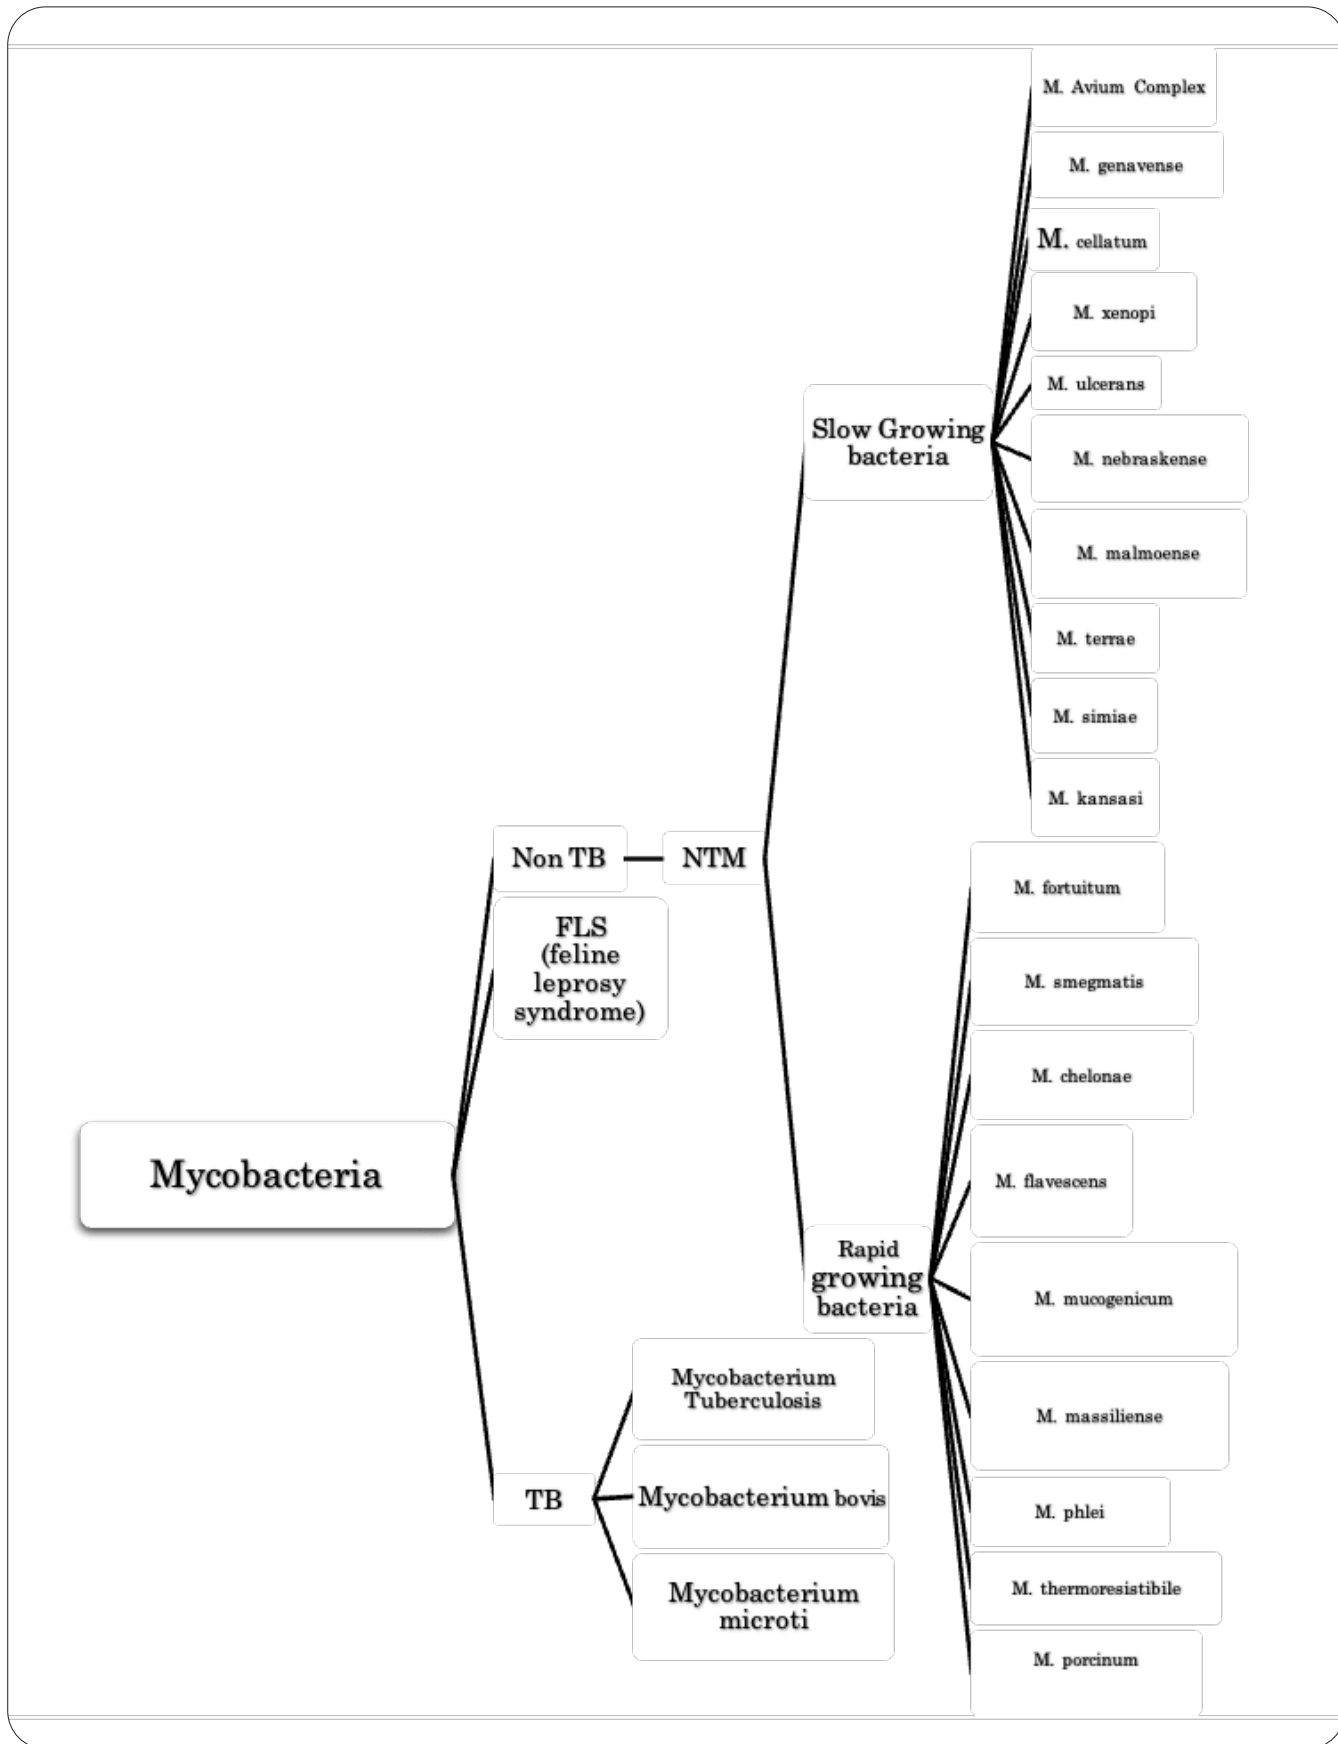 Mycobacteria
Non TB
FLS
(feline
leprosy
syndrome)
TB
NTM
Slow Growing
bacteria
M. Avium Complex
M. genavense
M. cellatum
M. xenopi
M. ulcerans
M. nebraskense
M. malmoense
M. terrae
M. simiae
M. kansasi
Rapid
growing
bacteria
M. fortuitum
M. smegmatis
M. chelonae
M. flavescens
M. mucogenicum
M. massiliense
M. phlei
M. thermoresistibile
M. porcinum
Mycobacterium
Tuberculosis
Mycobacterium bovis
Mycobacterium
microti